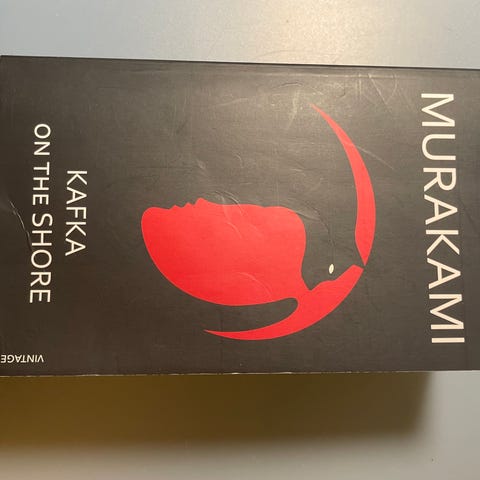 MURAKAMI
KAFKA
ON THE SHORE
VINTAGE